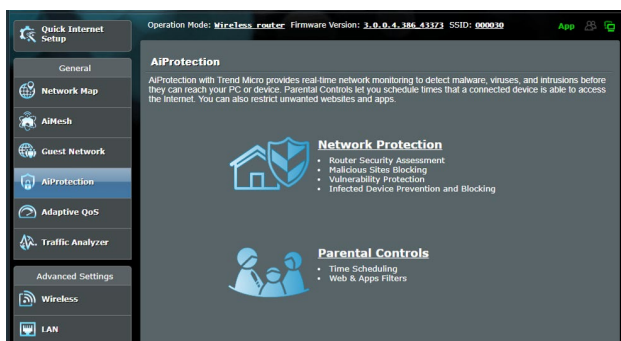 Quick Internet
Setup
General
Network Map
AiMesh
Guest Network
AiProtection
Adaptive QoS
Traffic Analyzer
Advanced Settings
Wireless
LAN
Operation Mode: Wireless router Firmware Version: 3.0.0.4.386_43373 SSID: 000030
App
AiProtection
AiProtection with Trend Micro provides real-time network monitoring to detect malware, viruses, and intrusions before
they can reach your PC or device. Parental Controls let you schedule times that a connected device is able to access
the Internet. You can also restrict unwanted websites and apps.
Network Protection
• Router Security Assessment
• Malicious Sites Blocking
• Vulnerability Protection
• Infected Device Prevention and Blocking
Parental Controls
• Time Scheduling
• Web & Apps Filters